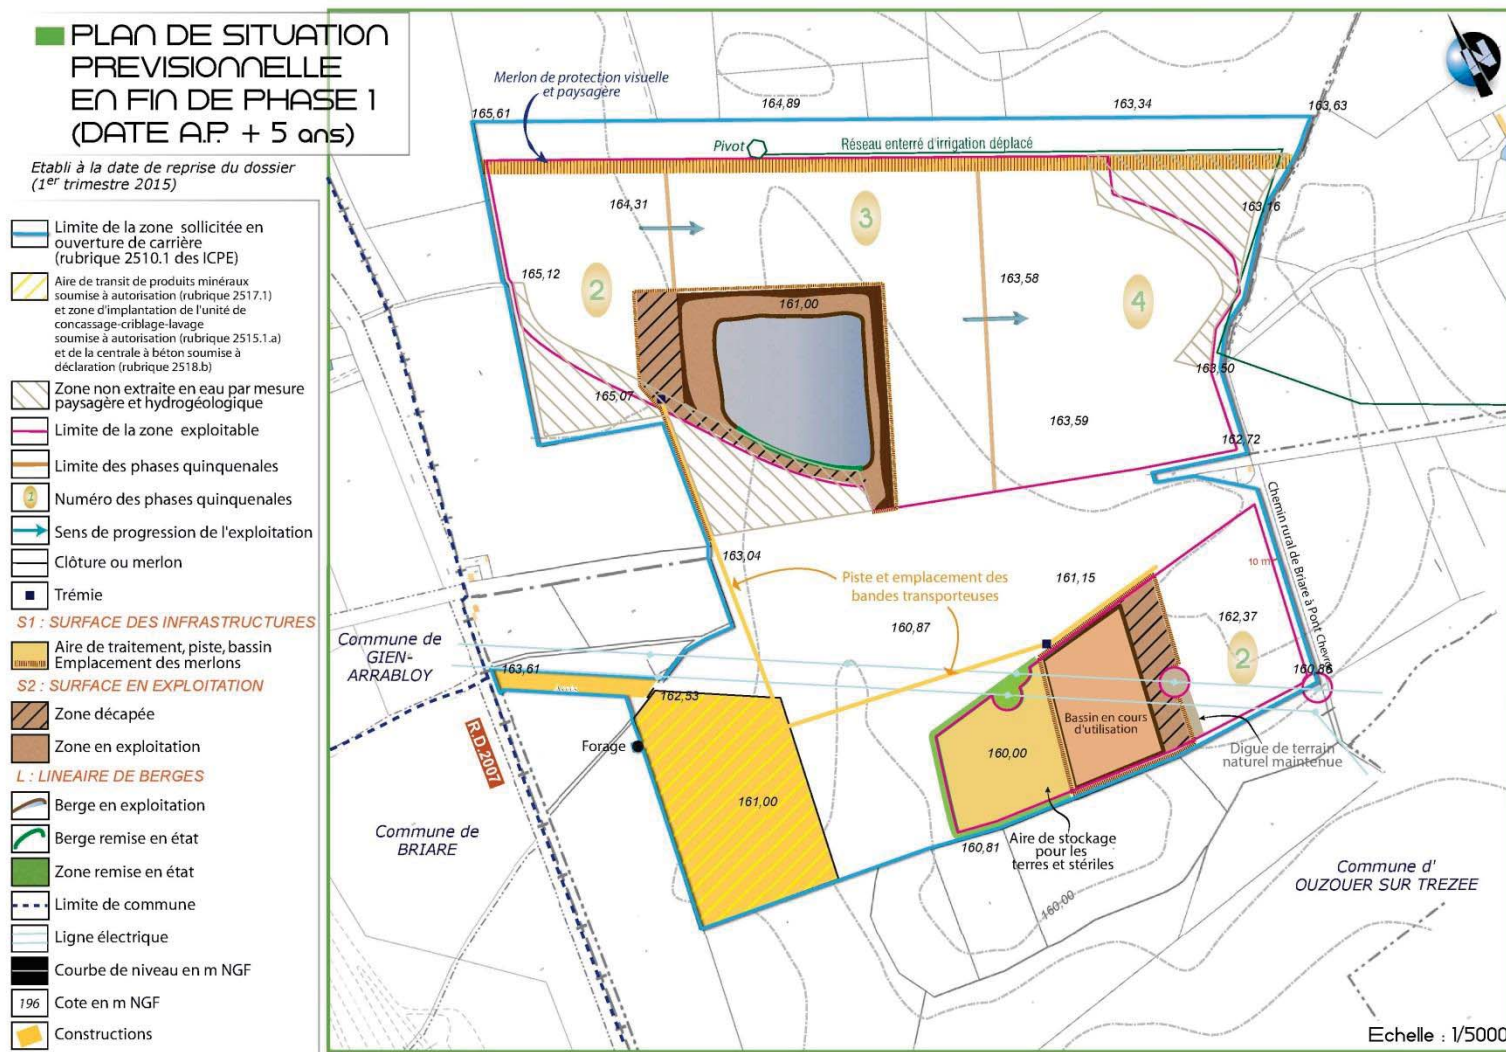 PLAN DE SITUATION
PREVISIONNELLE
EN FIN DE PHASE 1
(DATE A.P. + 5 ans)
Etabli à la date de reprise du dossier
(1er trimestre 2015)
Limite de la zone sollicitée en
ouverture de carrière
(rubrique 2510.1 des ICPE)
Aire de transit de produits minéraux
soumise à autorisation (rubrique 2517.1)
et zone d'implantation de l'unité de
concassage-criblage-lavage
soumise à autorisation (rubrique 2515.1.a)
et de la centrale à béton soumise à
déclaration (rubrique 2518.b)
Zone non extraite en eau par mesure
paysagère et hydrogéologique
Limite de la zone exploitable
Limite des phases quinquenales
1
Numéro des phases quinquenales
Sens de progression de l'exploitation
Clôture ou merlon
Trémie
S1 : SURFACE DES INFRASTRUCTURES
Aire de traitement, piste, bassin
Emplacement des merlons
S2 : SURFACE EN EXPLOITATION
Zone décapée
Zone en exploitation
L : LINEAIRE DE BERGES
Berge en exploitation
Berge remise en état
Zone remise en état
Limite de commune
Ligne électrique
Courbe de niveau en m NGF
196
Cote en m NGF
Constructions
Merlon de protection visuelle
et paysagère
165,61
164,89
163,34
163,63
N
Pivot
Réseau enterré d'irrigation déplacé
164,31
3
163,16
165,12
2
163,58
4
161,00
163,50
165,07
163,59
162,72
Chemin rural de Briare à Pont Chevron
163,04
Piste et emplacement des
bandes transporteuses
161,15
10 m
160,87
162,37
2
Commune de
GIEN-
ARRABLOY
163,61
Accès
162,53
160,86
R.D.2007
Forage
Bassin en cours
d'utilisation
160,00
Digue de terrain
naturel maintenue
161,00
Commune de
BRIARE
160,81
Aire de stockage
pour les
terres et stériles
160,00
Commune d'
OUZOUER SUR TREZEE
Echelle : 1/5000